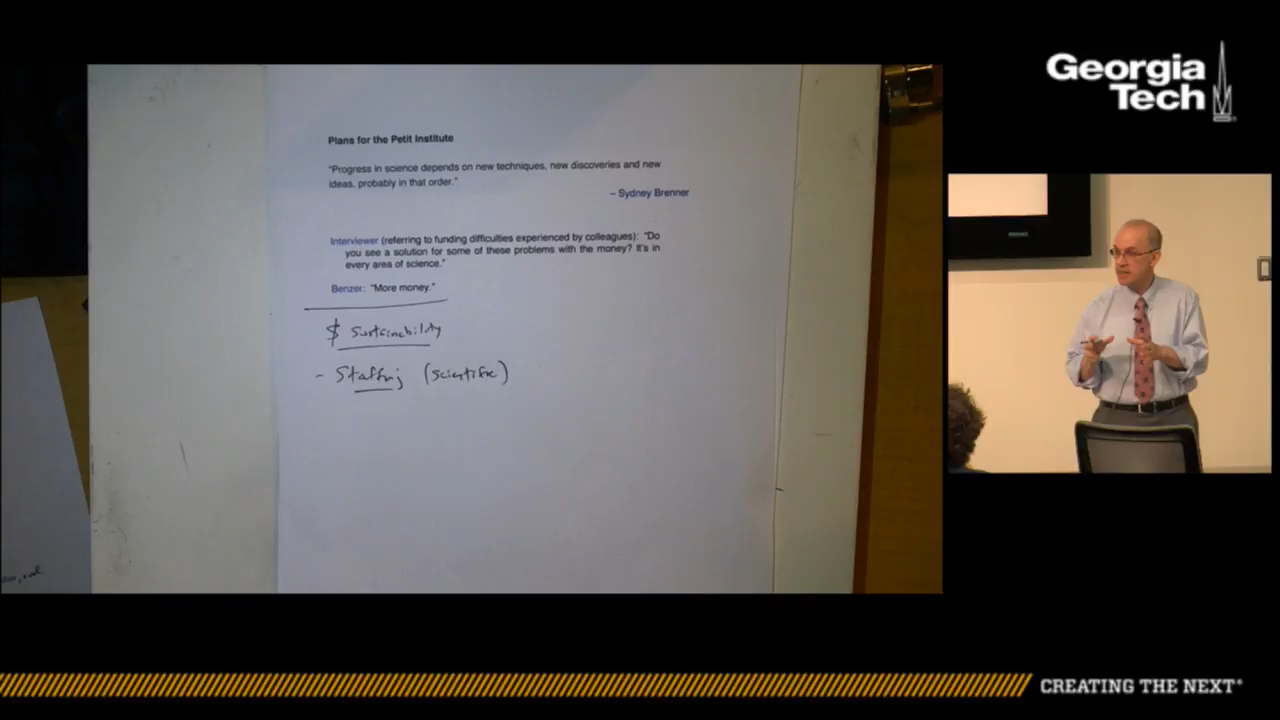 Georgia
Tech
Plans for the Petit Institute
"Progress in science depends on new techniques, new discoveries and new
ideas, probably in that order."
– Sydney Brenner
Interviewer (referring to funding difficulties experienced by colleagues): "Do
you see a solution for some of these problems with the money? It's in
every area of science."
Benzer: "More money."
$ Sustainability
- Staffing (scientific)
CREATING THE NEXT®